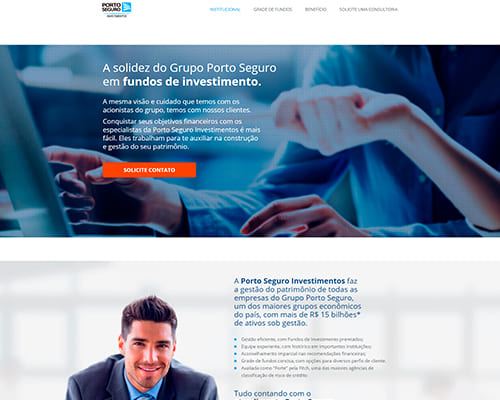 PORTO
SEGURO
INVESTIMENTOS
INSTITUCIONAL
GRADE DE FUNDOS
BENEFÍCIO
SOLICITE UMA CONSULTORIA
A solidez do Grupo Porto Seguro
em fundos de investimento.
A mesma visão e cuidado que temos com os
acionistas do grupo, temos com nossos clientes.
Conquistar seus objetivos financeiros com os
especialistas da Porto Seguro Investimentos é mais
fácil. Eles trabalham para te auxiliar na construção
e gestão do seu patrimônio.
SOLICITE CONTATO
A Porto Seguro Investimentos faz
a gestão do patrimônio de todas as
empresas do Grupo Porto Seguro,
um dos maiores grupos econômicos
do país, com mais de R$ 15 bilhões*
de ativos sob gestão.
Gestão eficiente, com Fundos de Investimento premiados;
Equipe experiente, com histórico em importantes instituições;
Aconselhamento imparcial nas recomendações financeiras;
Grade de fundos concisa, com opções para diversos perfis de cliente.
Avaliada como "Forte" pela Fitch, uma das maiores agências de
classificação de risco de crédito
Tudo contando com o